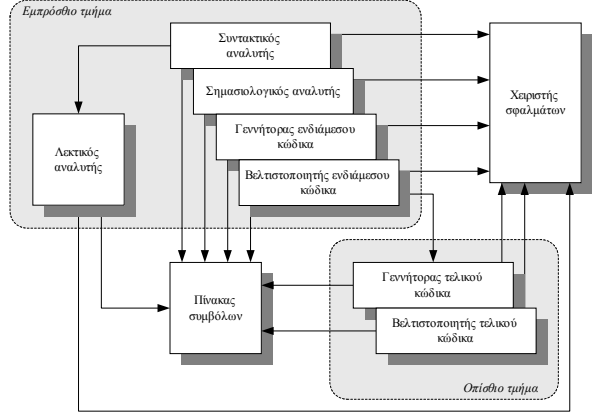 Εμπρόσθιο τμήμα
Συντακτικός
αναλυτής
Σημασιολογικός αναλυτής
Γεννήτορας ενδιάμεσου
κώδικα
Βελτιστοποιητής ενδιάμεσου
κώδικα
Λεκτικός
αναλυτής
Χειριστής
σφαλμάτων
Πίνακας
συμβόλων
Γεννήτορας τελικού
κώδικα
Βελτιστοποιητής τελικού
κώδικα
Οπίσθιο τμήμα